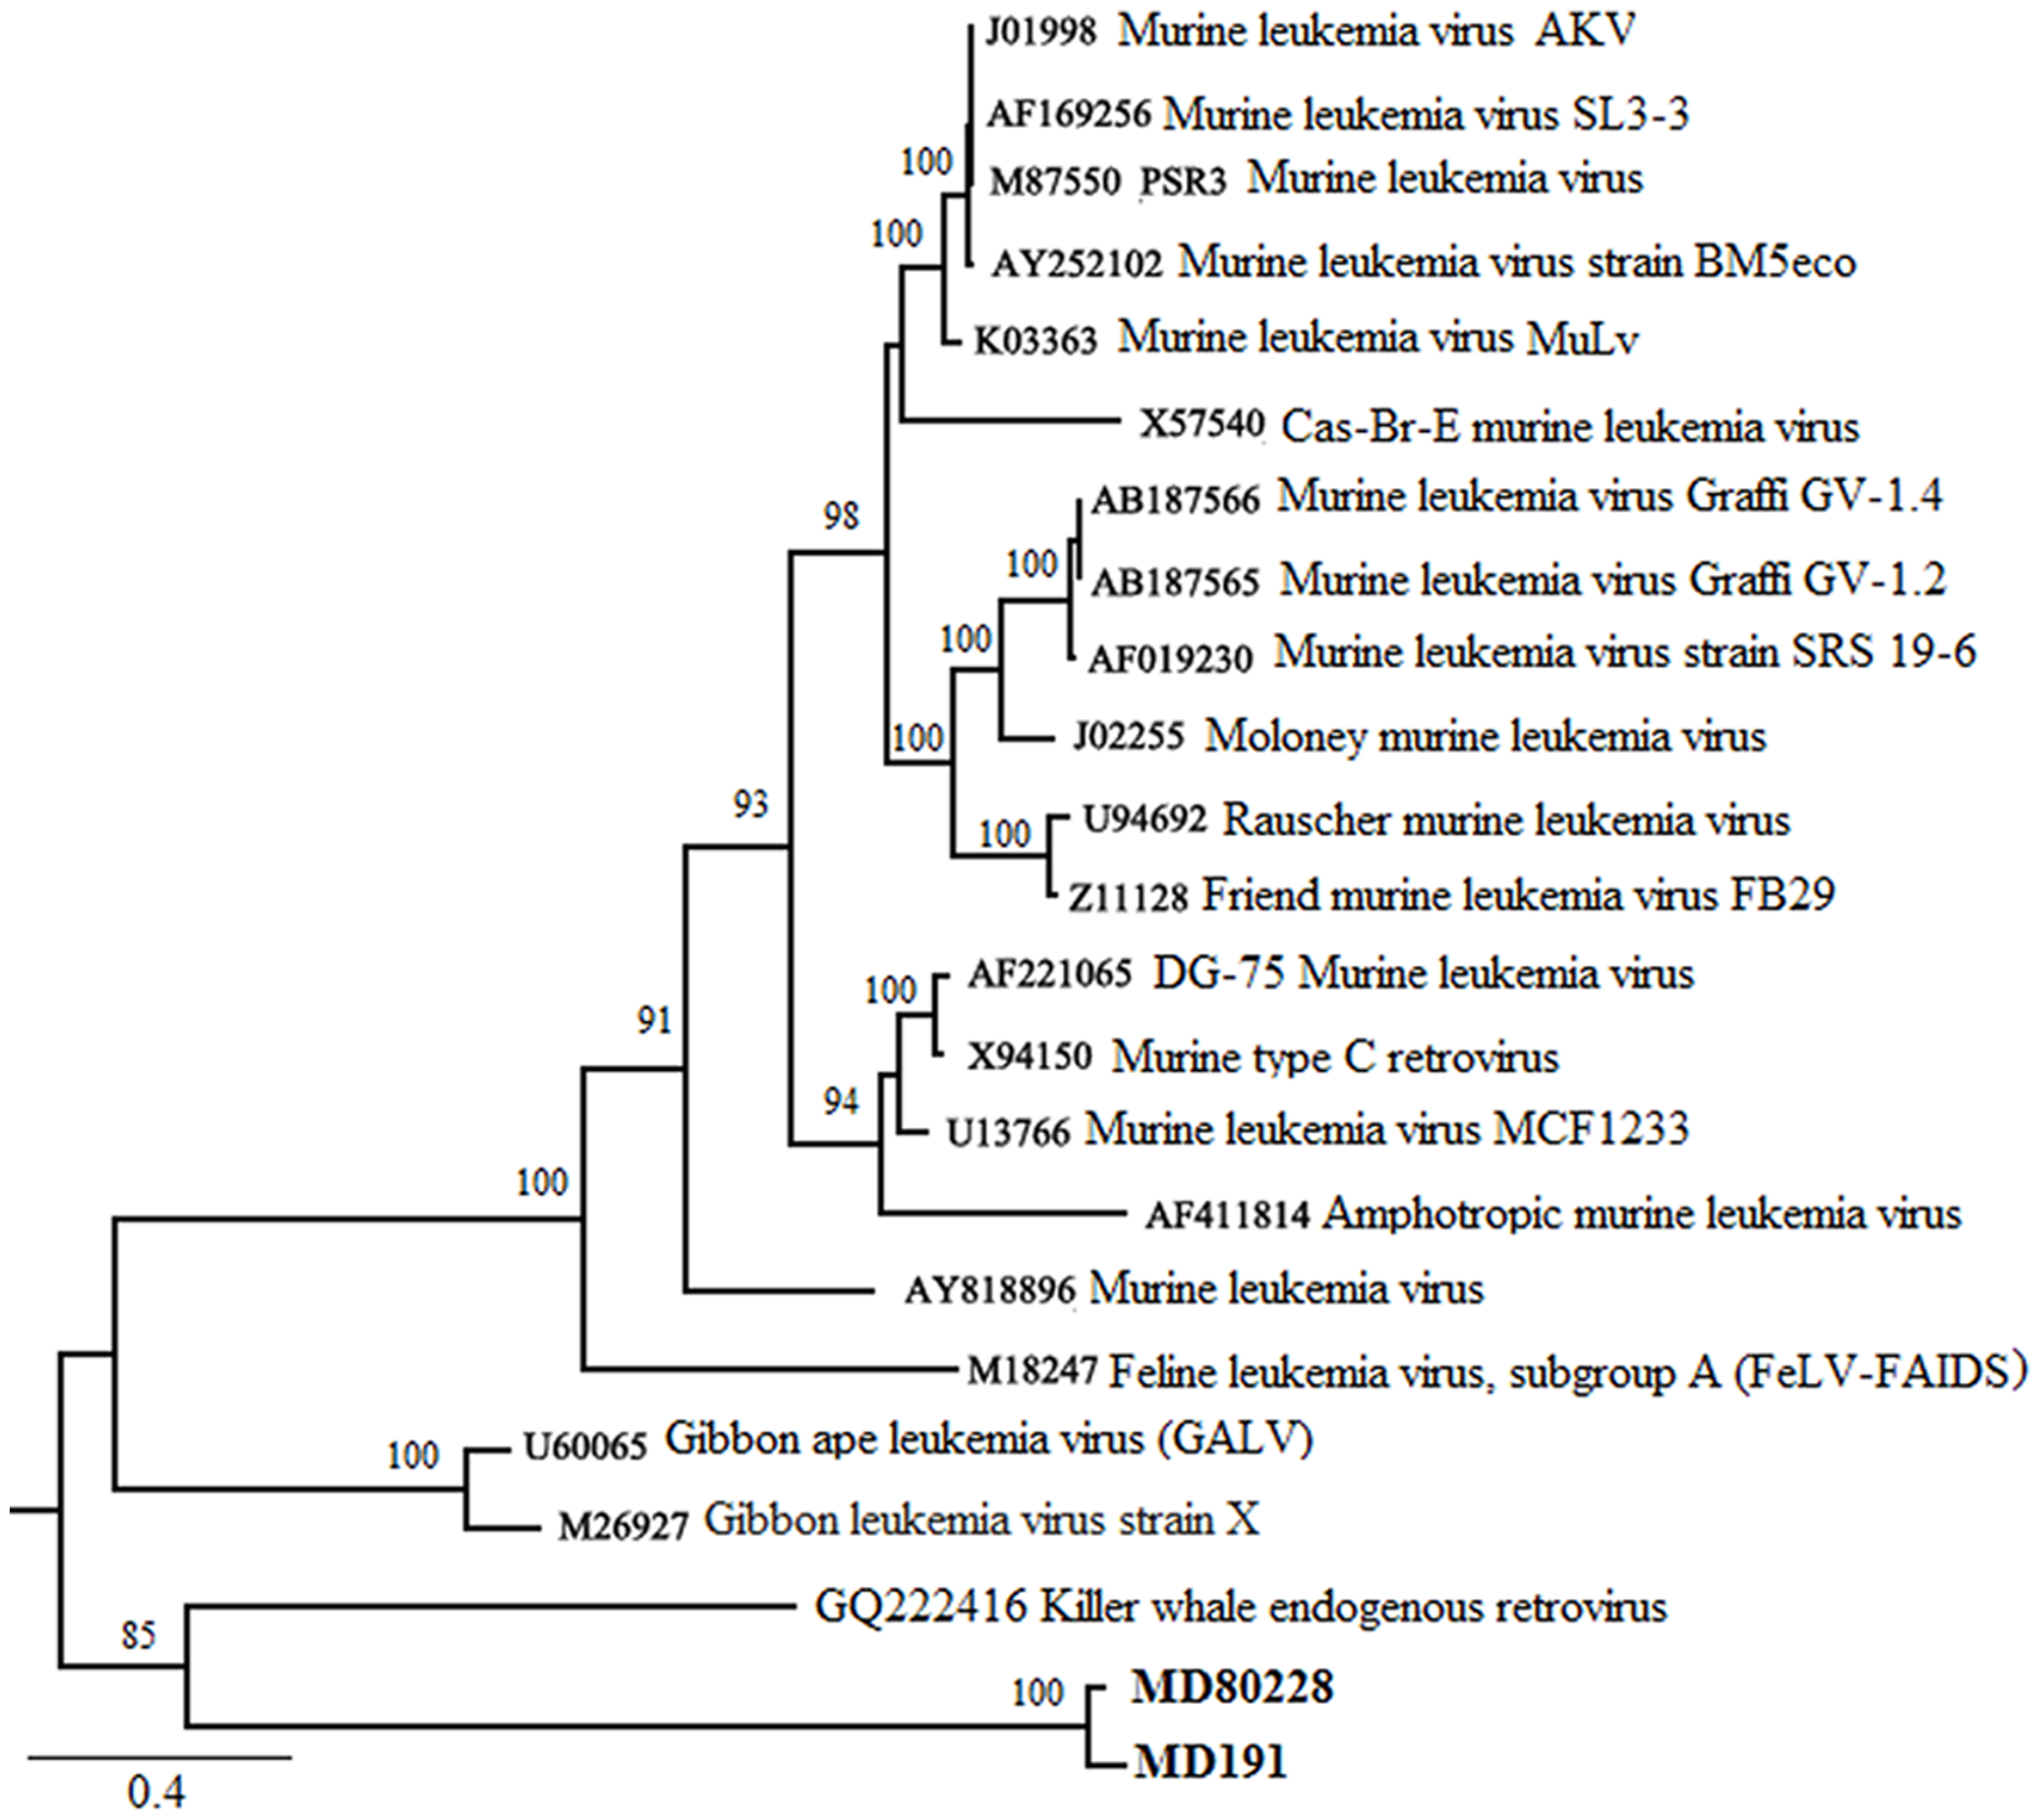 J01998 Murine leukemia virus AKV
AF169256 Murine leukemia virus SL3-3
100
M87550 PSR3 Murine leukemia virus
100
AY252102 Murine leukemia virus strain BM5eco
K03363 Murine leukemia virus MuLv
X57540 Cas-Br-E murine leukemia virus
AB187566 Murine leukemia virus Graffi GV-1.4
98
100
AB187565 Murine leukemia virus Graffi GV-1.2
100
AF019230 Murine leukemia virus strain SRS 19-6
100
J02255 Moloney murine leukemia virus
93
U94692 Rauscher murine leukemia virus
100
Z11128 Friend murine leukemia virus FB29
AF221065 DG-75 Murine leukemia virus
100
91
X94150 Murine type C retrovirus
94
U13766 Murine leukemia virus MCF1233
100
AF411814 Amphotropic murine leukemia virus
AY818896 Murine leukemia virus
M18247 Feline leukemia virus, subgroup A (FeLV-FAIDS)
100
U60065 Gibbon ape leukemia virus (GALV)
M26927 Gibbon leukemia virus strain X
GQ222416 Killer whale endogenous retrovirus
85
100
MD80228
MD191
0.4